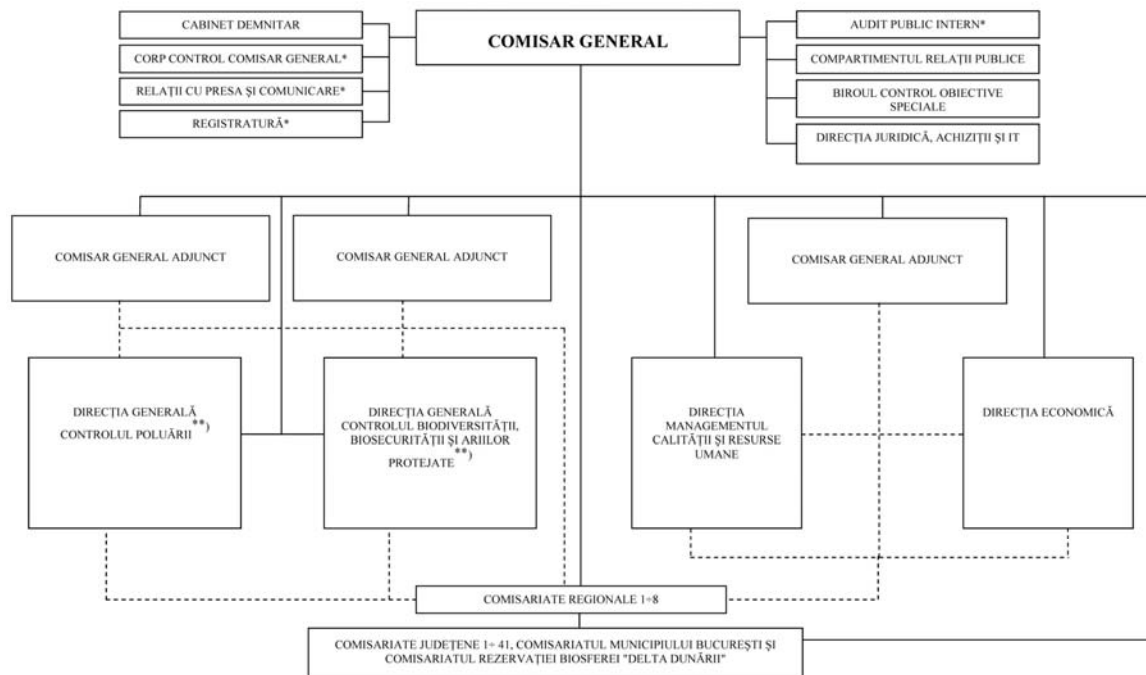 CABINET DEMNITAR
CORP CONTROL COMISAR GENERAL*
RELAȚII CU PRESA ȘI COMUNICARE*
REGISTRATURĂ*
COMISAR GENERAL
AUDIT PUBLIC INTERN*
COMPARTIMENTUL RELAȚII PUBLICE
BIROUL CONTROL OBIECTIVE
SPECIALE
DIRECȚIA JURIDICĂ, ACHIZIȚII ȘI IT
COMISAR GENERAL ADJUNCT
COMISAR GENERAL ADJUNCT
COMISAR GENERAL ADJUNCT
DIRECȚIA GENERALĂ
CONTROLUL POLUĂRII**)
DIRECȚIA GENERALĂ
CONTROLUL BIODIVERSITĂȚII,
BIOSECURITĂȚII ȘI ARIILOR
PROTEJATE**)
DIRECȚIA
MANAGEMENTUL
CALITĂȚII ȘI RESURSE
UMANE
DIRECȚIA ECONOMICĂ
COMISARIATE REGIONALE 1÷8
COMISARIATE JUDEȚENE 1÷ 41, COMISARIATUL MUNICIPIULUI BUCUREȘTI ȘI
COMISARIATUL REZERVAȚIEI BIOSFEREI "DELTA DUNĂRII"